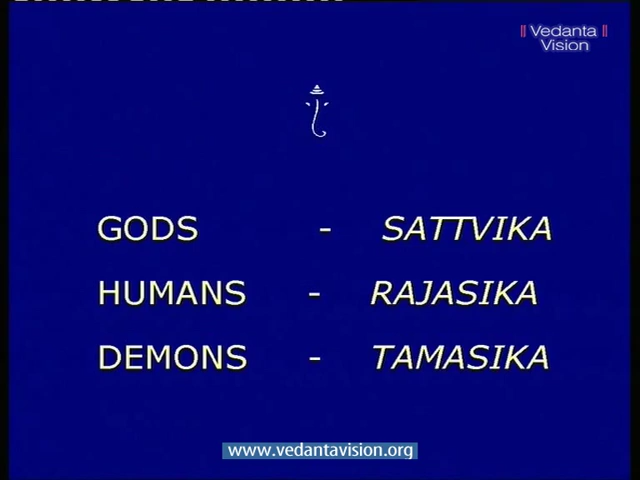 || Vedanta ||
Vision
GODS - SATTVIKA
HUMANS - RAJASIKA
DEMONS - TAMASIKA
www.vedantavision.org